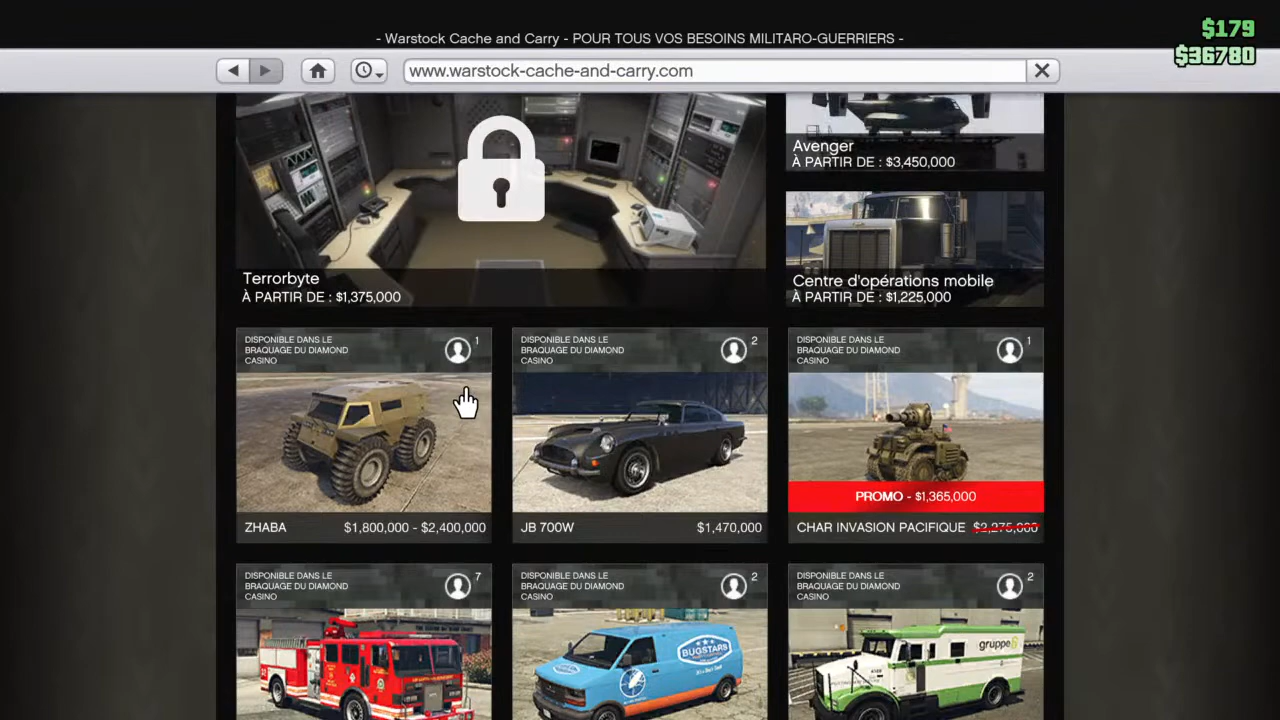 - Warstock Cache and Carry - POUR TOUS VOS BESOINS MILITARO-GUERRIERS -
$179
$36780
www.warstock-cache-and-carry.com
Terrorbyte
À PARTIR DE : $1,375,000
Avenger
À PARTIR DE : $3,450,000
Centre d'opérations mobile
À PARTIR DE : $1,225,000
DISPONIBLE DANS LE
BRAQUAGE DU DIAMOND
CASINO
1
ZHABA $1,800,000 - $2,400,000
DISPONIBLE DANS LE
BRAQUAGE DU DIAMOND
CASINO
2
JB 700W $1,470,000
DISPONIBLE DANS LE
BRAQUAGE DU DIAMOND
CASINO
1
PROMO - $1,365,000
CHAR INVASION PACIFIQUE $2,275,000
DISPONIBLE DANS LE
BRAQUAGE DU DIAMOND
CASINO
7
DISPONIBLE DANS LE
BRAQUAGE DU DIAMOND
CASINO
2
BUGSTARS
DISPONIBLE DANS LE
BRAQUAGE DU DIAMOND
CASINO
2
gruppe6